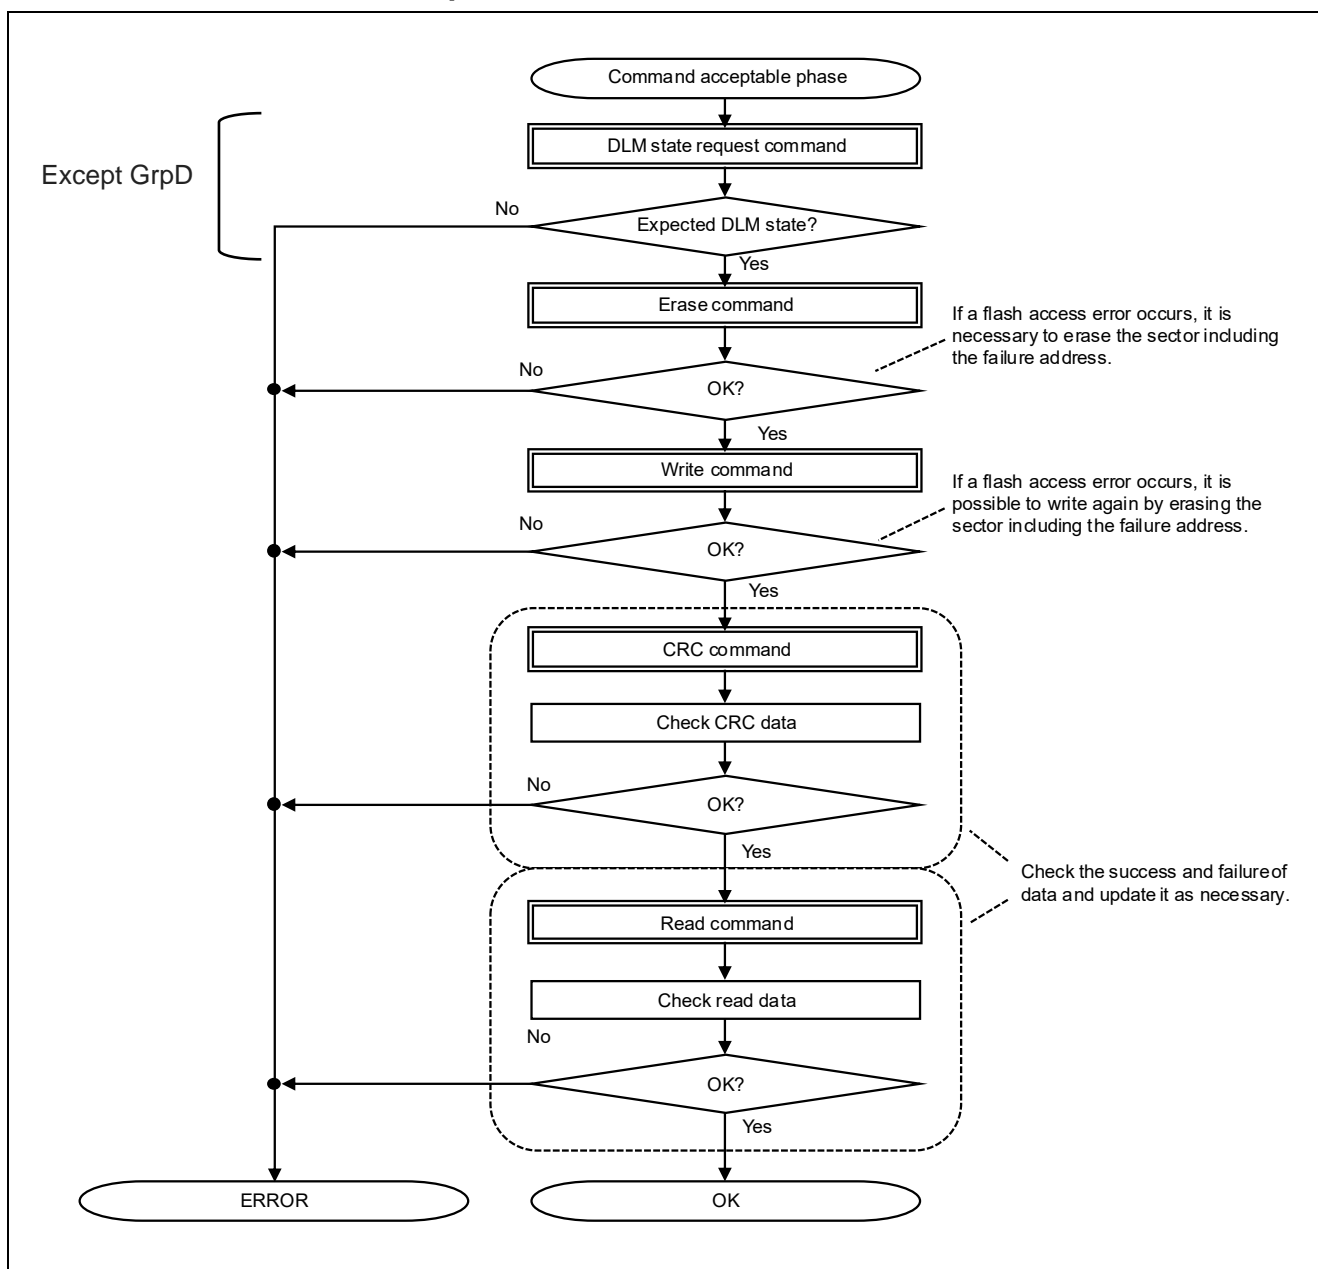 Command acceptable phase
DLM state request command
Except GrpD
No
Expected DLM state?
Yes
Erase command
If a flash access error occurs, it is
necessary to erase the sector including
the failure address.
No
OK?
Yes
Write command
If a flash access error occurs, it is
possible to write again by erasing the
sector including the failure address.
No
OK?
Yes
CRC command
Check CRC data
No
OK?
Yes
Check the success and failure of
data and update it as necessary.
Read command
Check read data
No
OK?
Yes
ERROR
OK